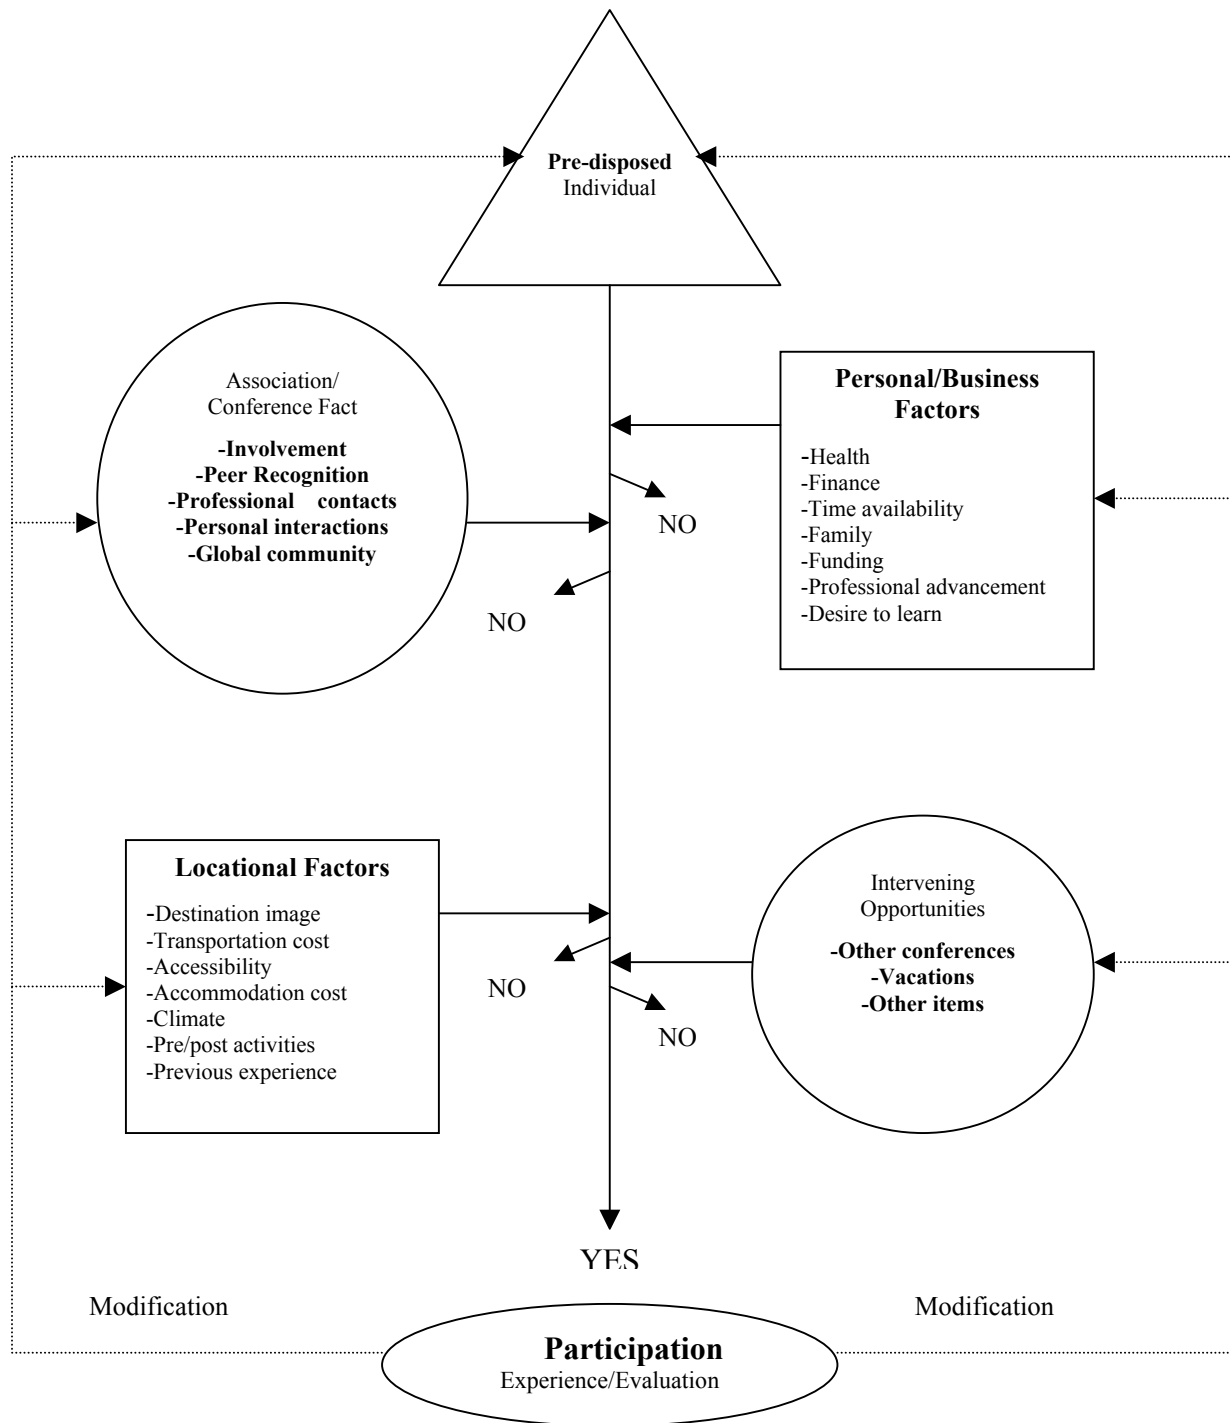 Pre-disposed
Individual
Association/
Conference Fact
-Involvement
-Peer Recognition
-Professional contacts
-Personal interactions
-Global community
Personal/Business
Factors
-Health
-Finance
-Time availability
-Family
-Funding
-Professional advancement
-Desire to learn
NO
NO
Locational Factors
-Destination image
-Transportation cost
-Accessibility
-Accommodation cost
-Climate
-Pre/post activities
-Previous experience
Intervening
Opportunities
-Other conferences
-Vacations
-Other items
NO
NO
YES
Modification
Modification
Participation
Experience/Evaluation